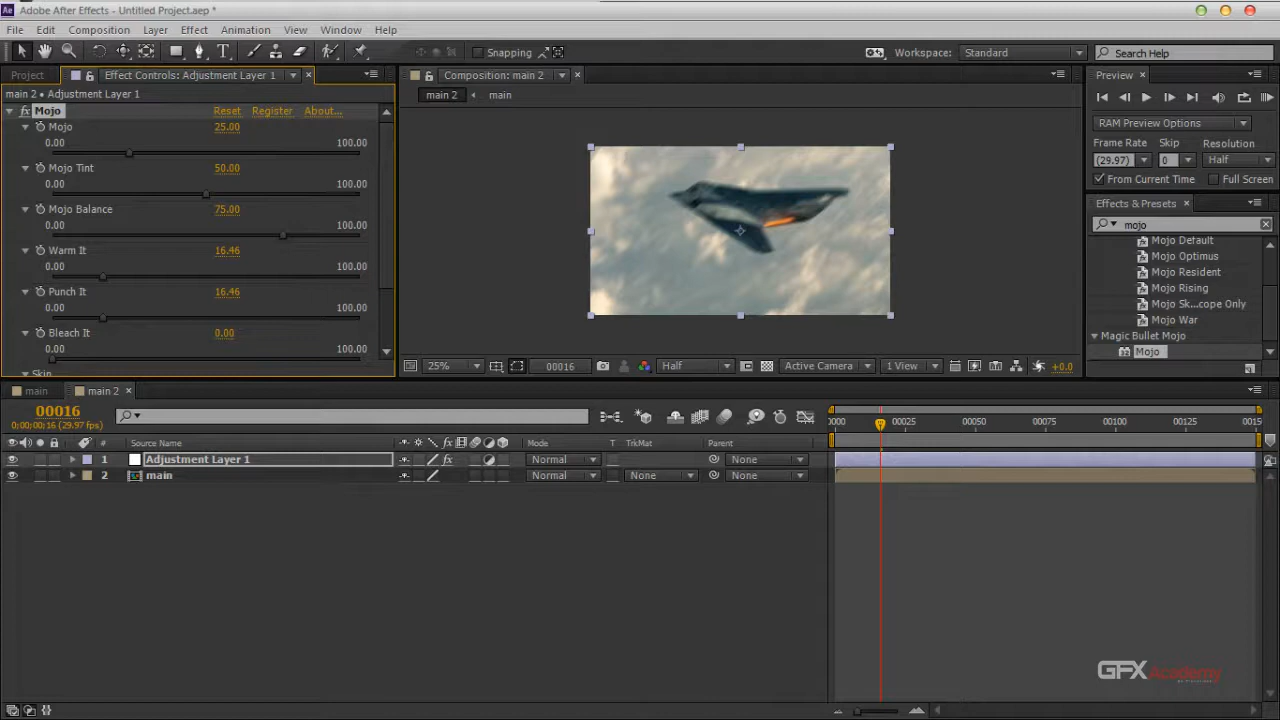 Ae Adobe After Effects - Untitled Project.aep *
File Edit Composition Layer Effect Animation View Window Help
Snapping Workspace: Standard Search Help
Project Effect Controls: Adjustment Layer 1
main 2 • Adjustment Layer 1
fx Mojo Reset Register About...
Mojo 25.00
0.00 100.00
Mojo Tint 50.00
0.00 100.00
Mojo Balance 75.00
0.00 100.00
Warm It 16.46
0.00 100.00
Punch It 16.46
0.00 100.00
Bleach It 0.00
0.00 100.00
Skin
Composition: main 2
main 2 main
25% 00016 Half Active Camera 1 View +0.0
Preview
RAM Preview Options
Frame Rate Skip Resolution
(29.97) 0 Half
From Current Time Full Screen
Effects & Presets
mojo
Mojo Default
Mojo Optimus
Mojo Resident
Mojo Rising
Mojo Sk...cope Only
Mojo War
Magic Bullet Mojo
Mojo
main main 2
00016
0;00;00;16 (29.97 fps)
0000 00025 00050 00075 00100 00125 0015
# Source Name fx Mode T TrkMat Parent
1 Adjustment Layer 1 fx Normal None
2 main Normal None None
GFX Academy